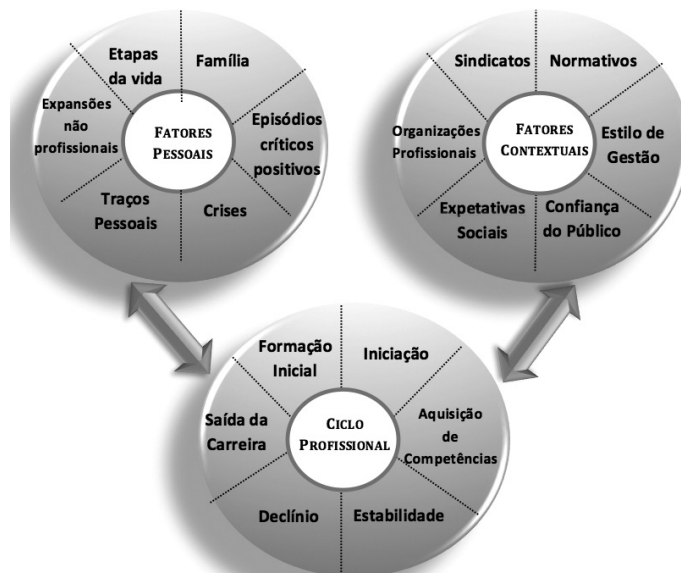 Etapas
da vida
Família
Expansões
não
profissionais
FATORES
PESSOAIS
Episódios
críticos
positivos
Traços
Pessoais
Crises
Sindicatos
Normativos
Organizações
Profissionais
FATORES
CONTEXTUAIS
Estilo de
Gestão
Expetativas
Sociais
Confiança
do Público
Formação
Inicial
Iniciação
Saída da
Carreira
CICLO
PROFISSIONAL
Aquisição
de
Competências
Declínio
Estabilidade